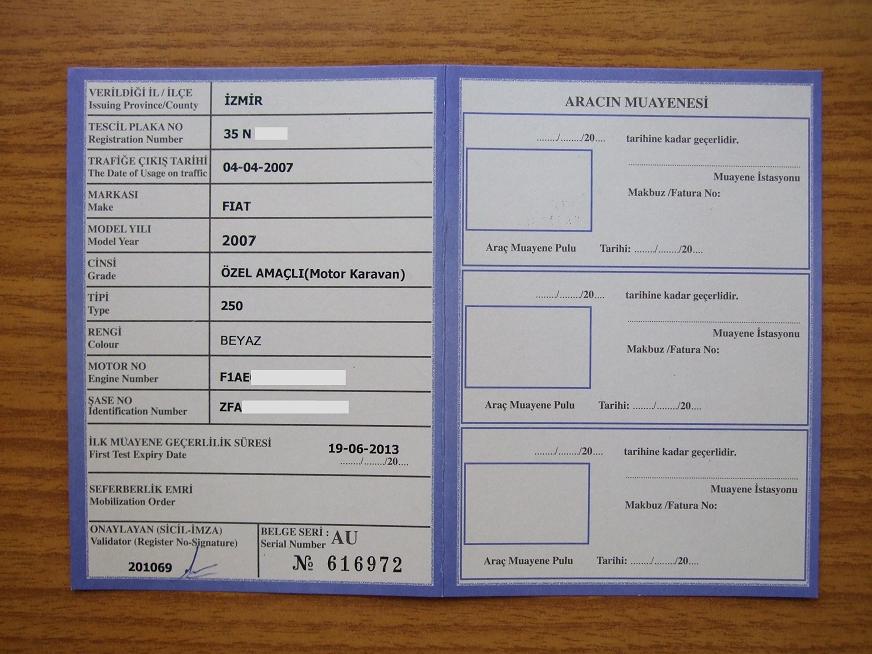 VERİLDİĞİ İL / İLÇE
Issuing Province/County
İZMİR
TESCİL PLAKA NO
Registration Number
35 N
TRAFİĞE ÇIKIŞ TARİHİ
The Date of Usage on traffic
04-04-2007
MARKASI
Make
FIAT
MODEL YILI
Model Year
2007
CİNSİ
Grade
ÖZEL AMAÇLI(Motor Karavan)
TİPİ
Type
250
RENGİ
Colour
BEYAZ
MOTOR NO
Engine Number
F1AE
ŞASE NO
İdentification Number
ZFA
İLK MUAYENE GEÇERLİLİK SÜRESİ
First Test Expiry Date
19-06-2013
......./......./20....
SEFERBERLİK EMRİ
Mobilization Order
ONAYLAYAN (SİCİL-İMZA)
Validator (Register No-Signature)
201069
BELGE SERİ : AU
Serial Number
№ 616972
ARACIN MUAYENESİ
......./......../20.... tarihine kadar geçerlidir.
Muayene İstasyonu
Makbuz /Fatura No:
Araç Muayene Pulu Tarihi: ......./......../20....
......./......../20.... tarihine kadar geçerlidir.
Muayene İstasyonu
Makbuz /Fatura No:
Araç Muayene Pulu Tarihi: ......./......../20....
......./......../20.... tarihine kadar geçerlidir.
Muayene İstasyonu
Makbuz /Fatura No:
Araç Muayene Pulu Tarihi: ......./......../20....